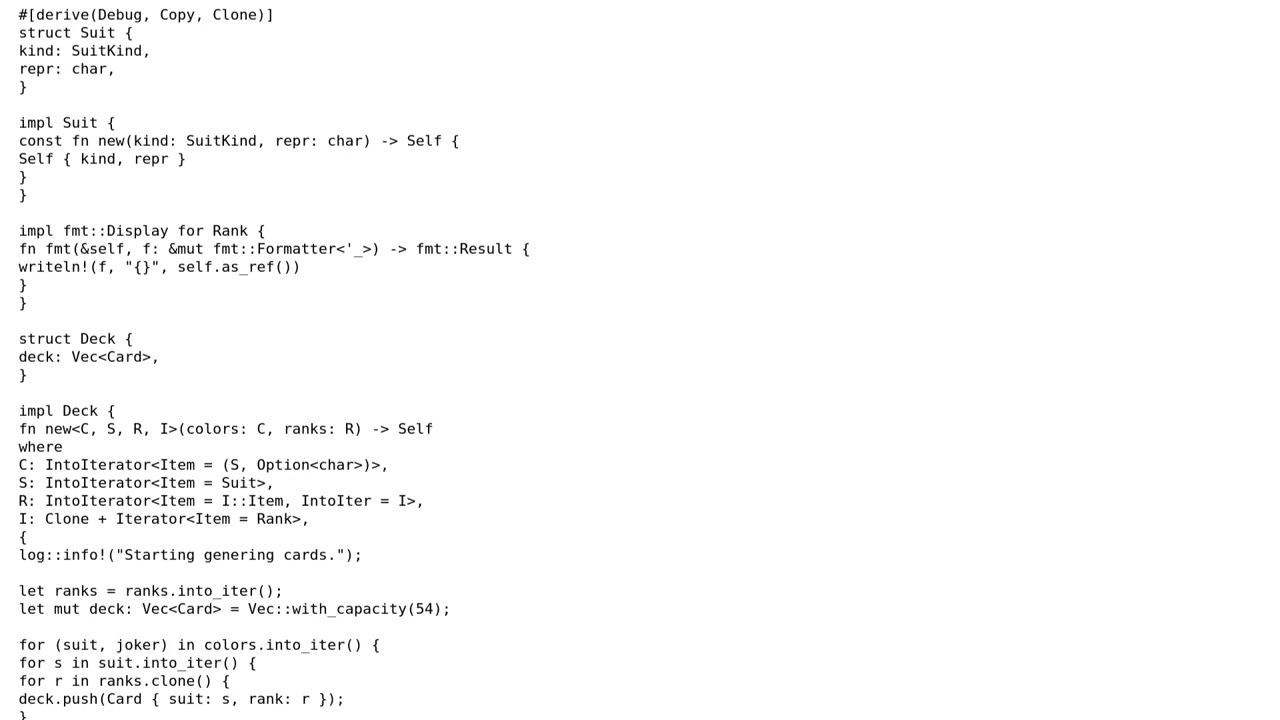 #[derive(Debug, Copy, Clone)]
struct Suit {
kind: SuitKind,
repr: char,
}

impl Suit {
const fn new(kind: SuitKind, repr: char) -> Self {
Self { kind, repr }
}
}

impl fmt::Display for Rank {
fn fmt(&self, f: &mut fmt::Formatter<'_>) -> fmt::Result {
writeln!(f, "{}", self.as_ref())
}
}

struct Deck {
deck: Vec<Card>,
}

impl Deck {
fn new<C, S, R, I>(colors: C, ranks: R) -> Self
where
C: IntoIterator<Item = (S, Option<char>)>,
S: IntoIterator<Item = Suit>,
R: IntoIterator<Item = I::Item, IntoIter = I>,
I: Clone + Iterator<Item = Rank>,
{
log::info!("Starting genering cards.");

let ranks = ranks.into_iter();
let mut deck: Vec<Card> = Vec::with_capacity(54);

for (suit, joker) in colors.into_iter() {
for s in suit.into_iter() {
for r in ranks.clone() {
deck.push(Card { suit: s, rank: r });
}